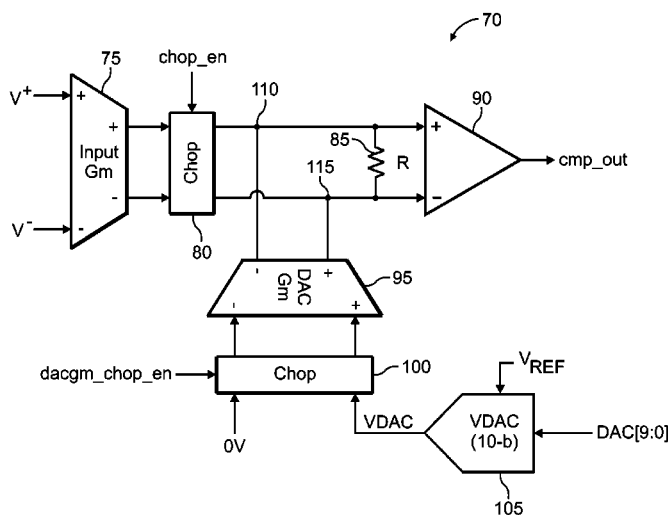 70
chop_en
75
110
90
V+
+
+
Input
Gm
-
-
V-
Chop
80
85
R
115
+
-
cmp_out
-
+
DAC
Gm
-
+
95
dacgm_chop_en
Chop
100
0V
VDAC
VREF
VDAC
(10-b)
DAC[9:0]
105